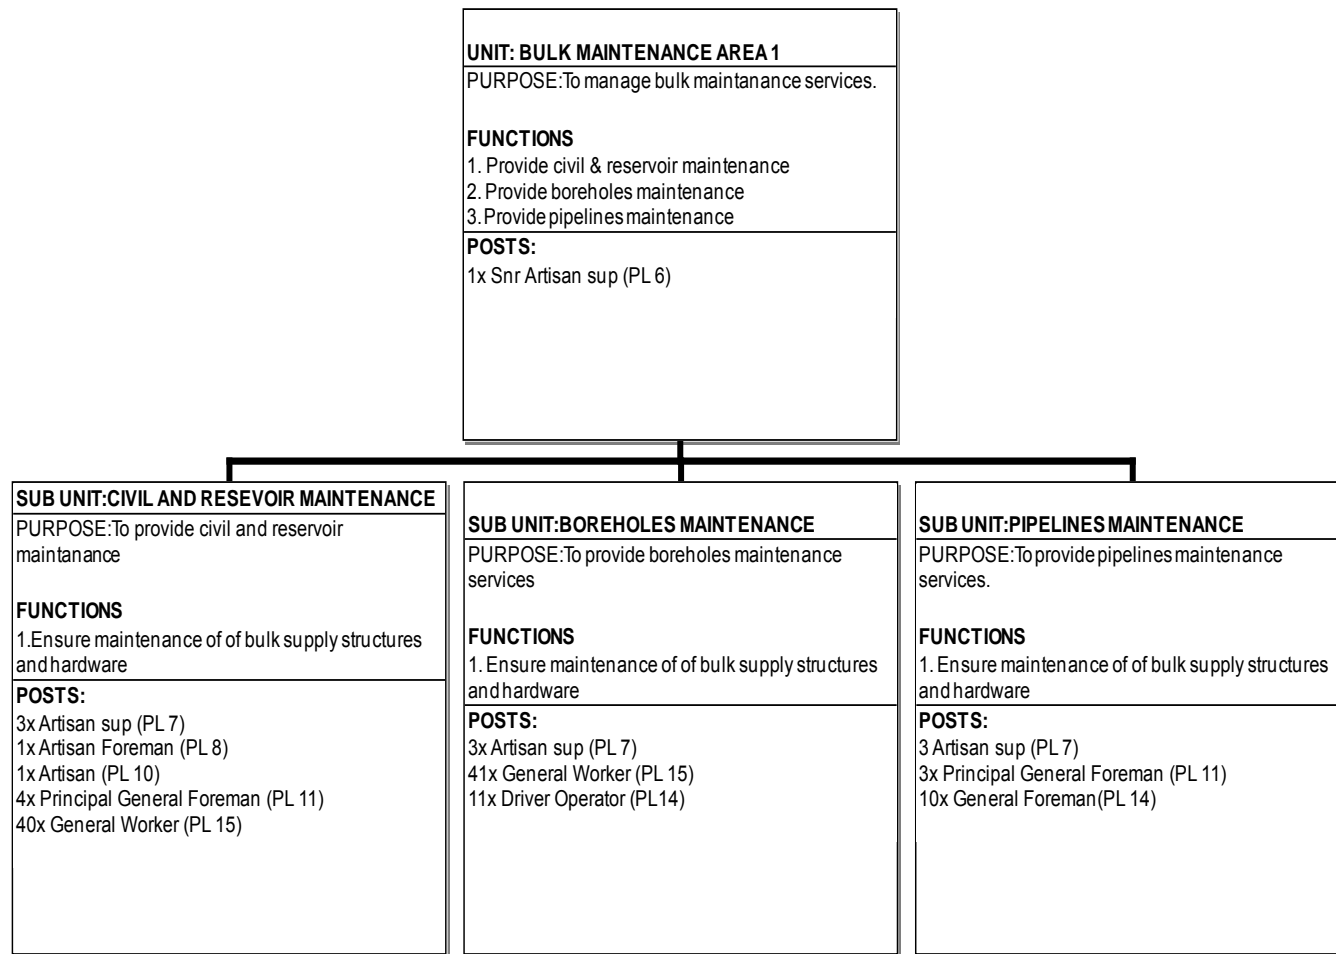 UNIT: BULK MAINTENANCE AREA 1
PURPOSE:To manage bulk maintanance services.
FUNCTIONS
1. Provide civil & reservoir maintenance
2. Provide boreholes maintenance
3. Provide pipelines maintenance
POSTS:
1x Snr Artisan sup (PL 6)
SUB UNIT:CIVIL AND RESEVOIR MAINTENANCE
PURPOSE:To provide civil and reservoir
maintanance
FUNCTIONS
1.Ensure maintenance of of bulk supply structures
and hardware
POSTS:
3x Artisan sup (PL 7)
1x Artisan Foreman (PL 8)
1x Artisan (PL 10)
4x Principal General Foreman (PL 11)
40x General Worker (PL 15)
SUB UNIT:BOREHOLES MAINTENANCE
PURPOSE:To provide boreholes maintenance
services
FUNCTIONS
1. Ensure maintenance of of bulk supply structures
and hardware
POSTS:
3x Artisan sup (PL 7)
41x General Worker (PL 15)
11x Driver Operator (PL14)
SUB UNIT:PIPELINES MAINTENANCE
PURPOSE:To provide pipelines maintenance
services.
FUNCTIONS
1. Ensure maintenance of of bulk supply structures
and hardware
POSTS:
3 Artisan sup (PL 7)
3x Principal General Foreman (PL 11)
10x General Foreman(PL 14)